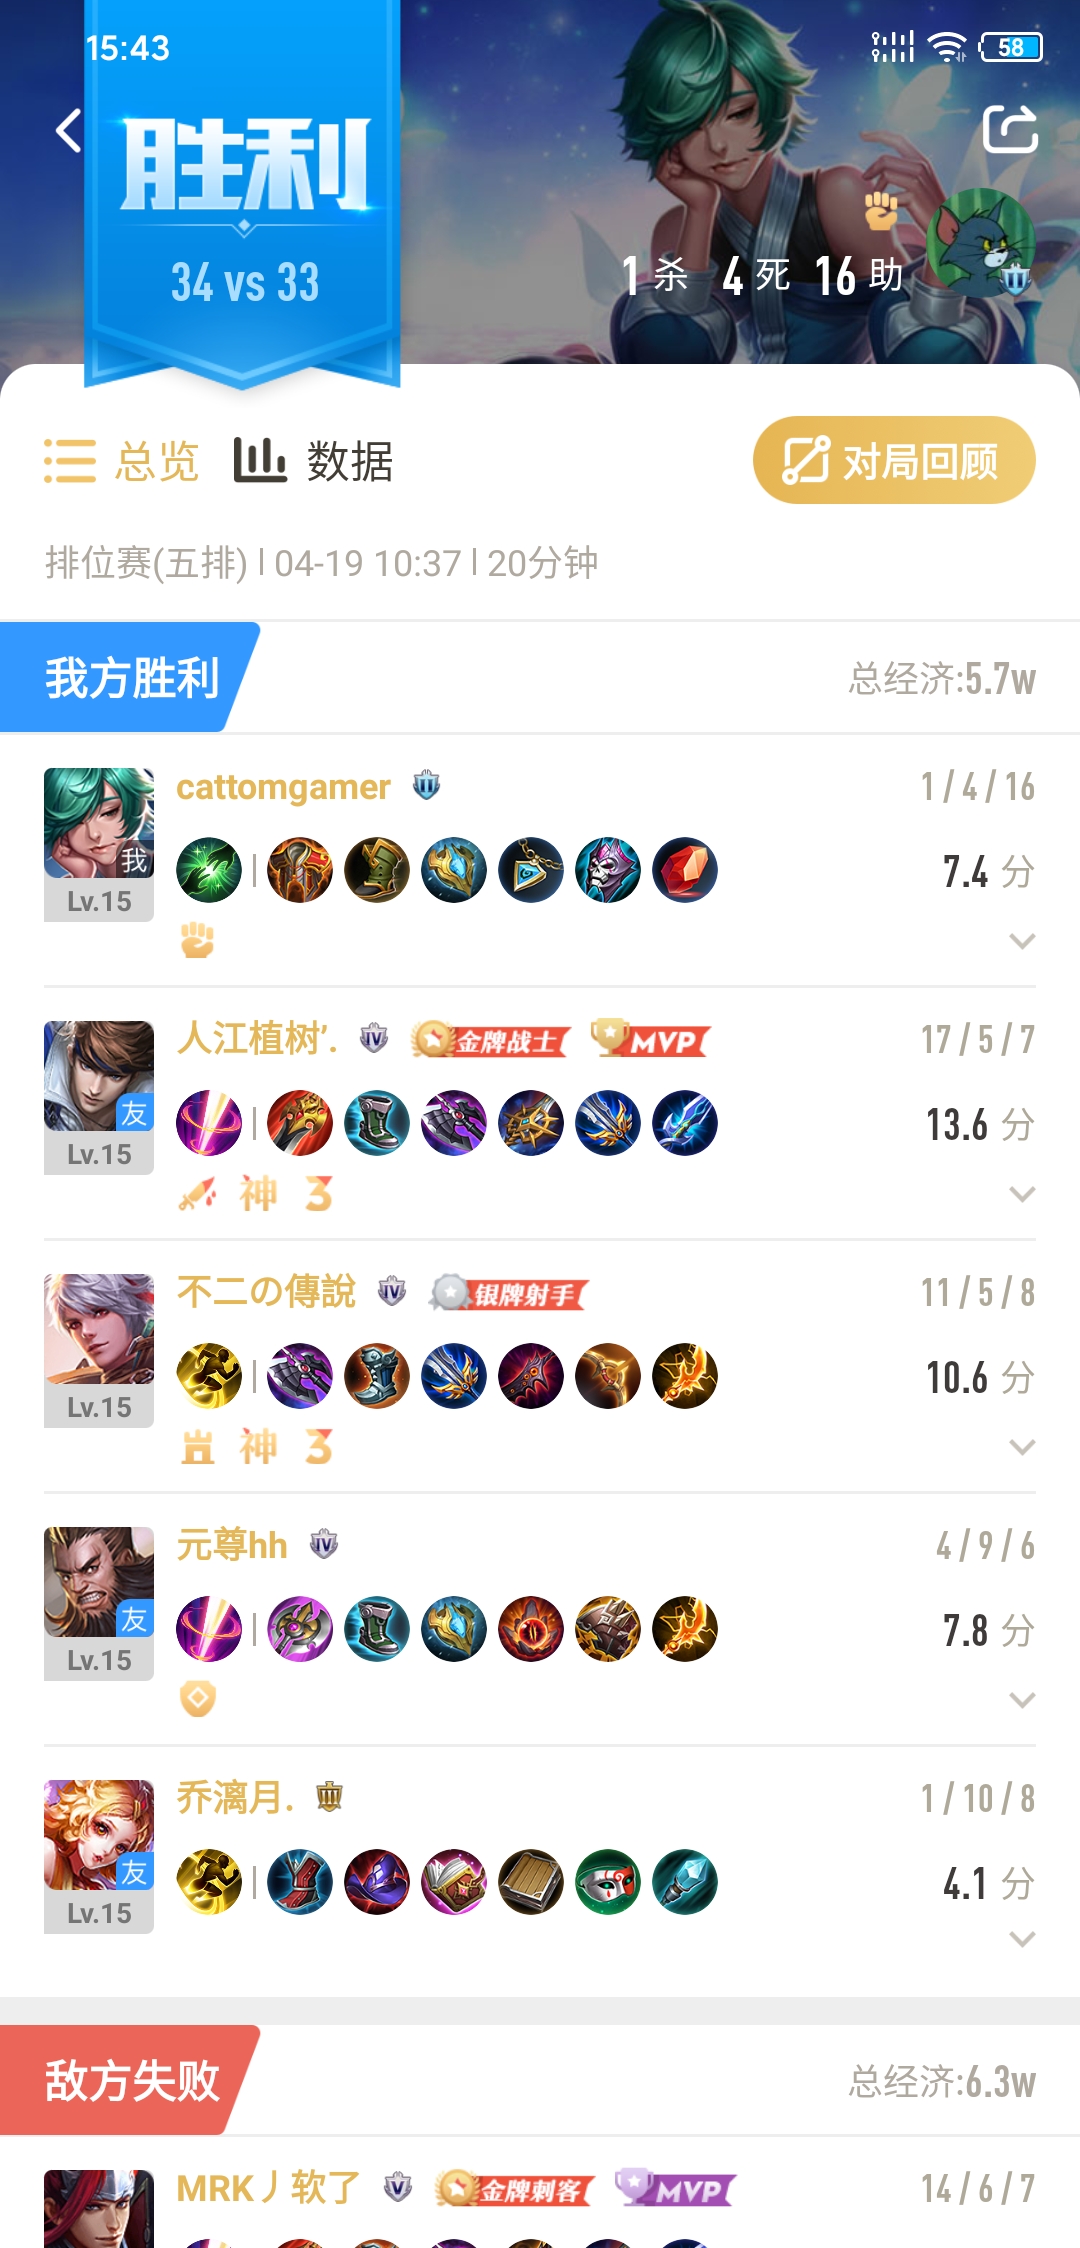 15:43
58
胜利
34 vs 33
1 杀 4 死 16 助
总览 数据 对局回顾
排位赛(五排) | 04-19 10:37 | 20分钟
我方胜利 总经济:5.7w
cattomgamer III 1 / 4 / 16
我
7.4 分
Lv.15
人江植树'. IV 金牌战士 MVP 17 / 5 / 7
友
13.6 分
Lv.15
神 3
不二の傳說 IV 银牌射手 11 / 5 / 8
10.6 分
Lv.15
神 3
元尊hh IV 4 / 9 / 6
友
7.8 分
Lv.15
乔漓月. III 1 / 10 / 8
友
4.1 分
Lv.15
敌方失败 总经济:6.3w
MRK丿软了 V 金牌刺客 MVP 14 / 6 / 7